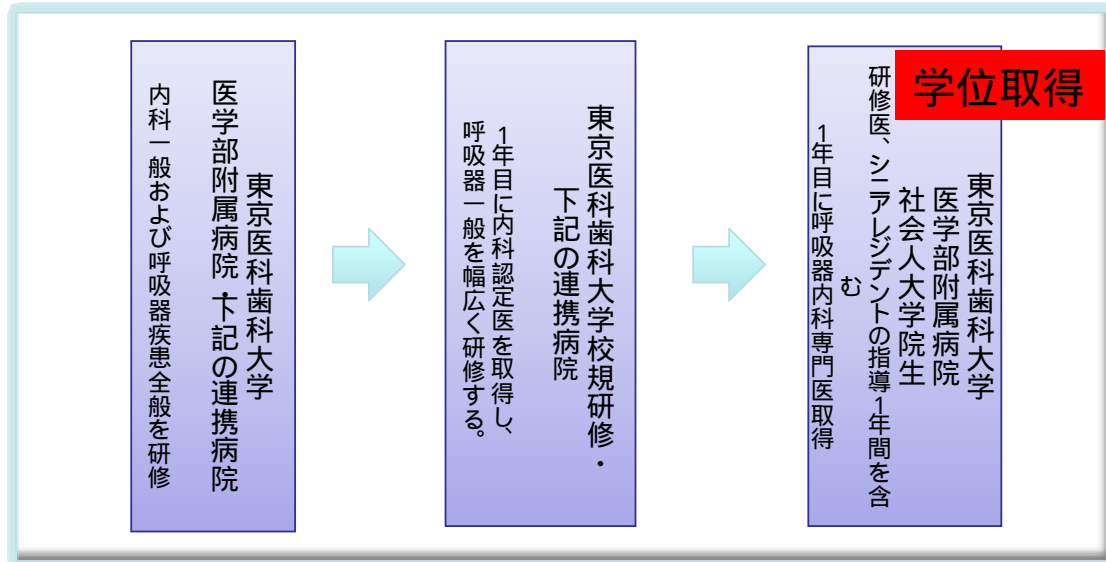 東京医科歯科大学
医学部附属病院・下記の連携病院
内科一般および呼吸器疾患全般を研修
東京医科歯科大学校規研修・
下記の連携病院
1年目に内科認定医を取得し、
呼吸器一般を幅広く研修する。
学位取得
東京医科歯科大学
医学部附属病院
社会人大学院生
研修医、シニアレジデントの指導1年間を含
む
1年目に呼吸器内科専門医取得